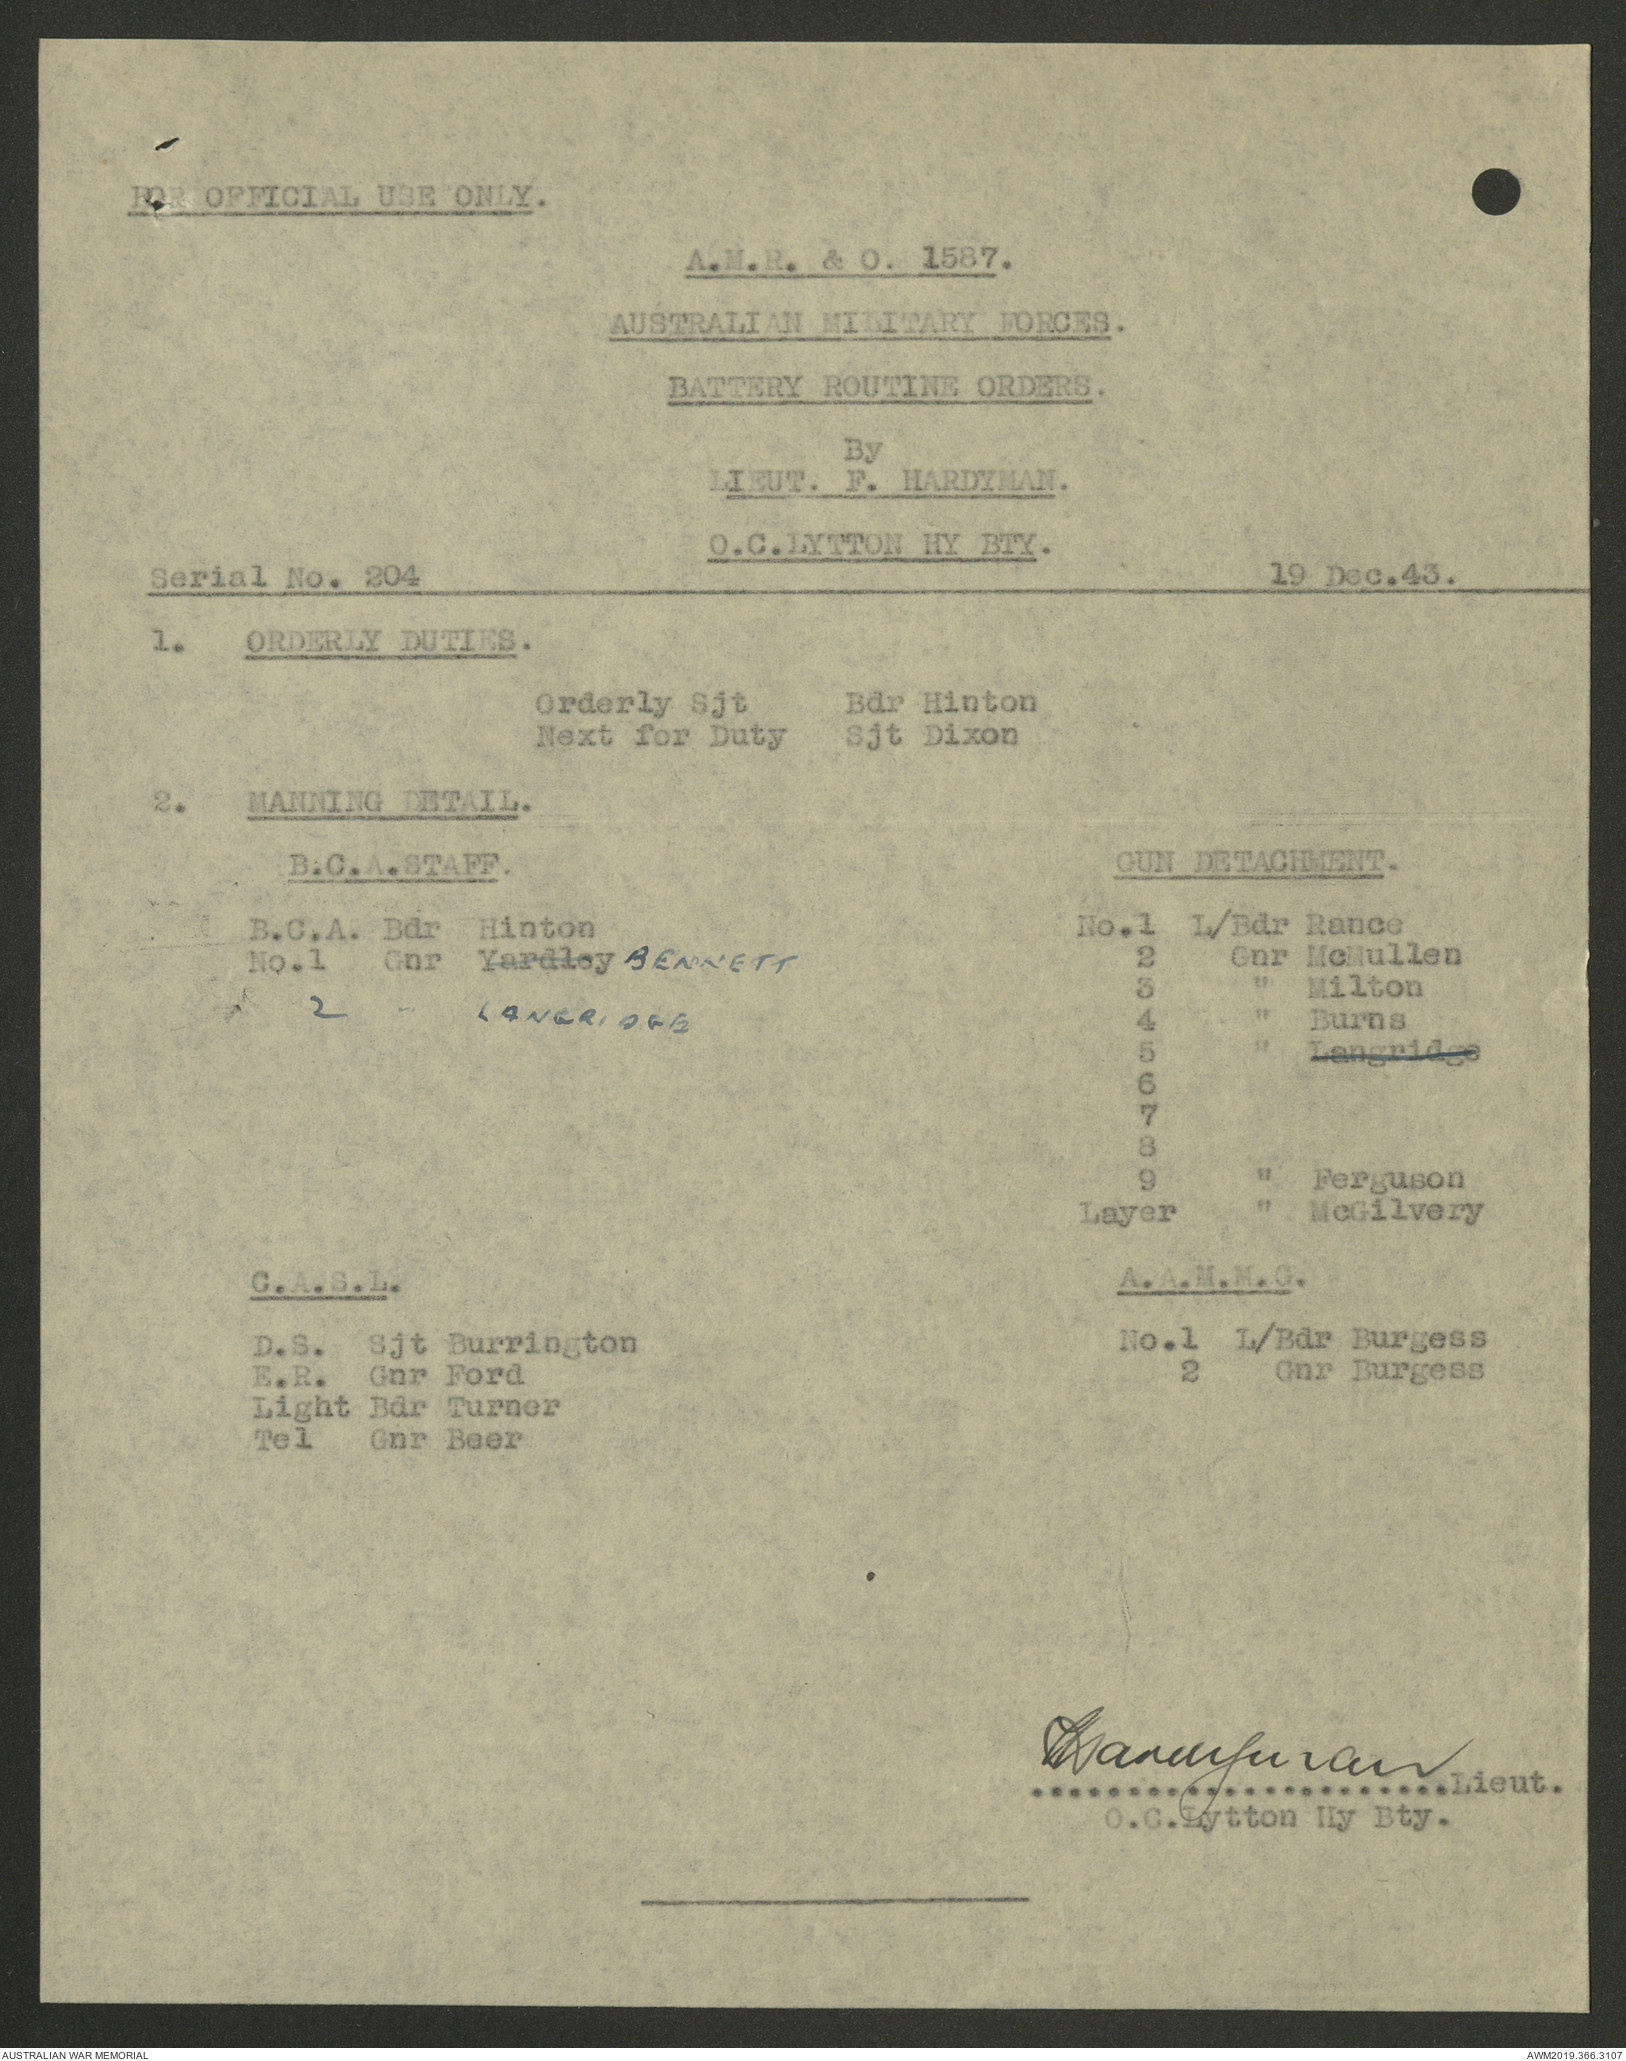 FOR OFFICIAL USE ONLY.
A.M.R. & O. 1587.
AUSTRALIAN MILITARY FORCES.
BATTERY ROUTINE ORDERS.
By
LIEUT. F. HARDYMAN.
O.C.LYTTON HY BTY.
Serial No. 204 19 Dec.43.
1. ORDERLY DUTIES.
Orderly Sjt Bdr Hinton
Next for Duty Sjt Dixon
2. MANNING DETAIL.
B.C.A.STAFF.
B.C.A. Bdr Hinton
No.1 Gnr Yardley BENNETT
2 " LANGRIDGE
GUN DETACHMENT.
No.1 L/Bdr Rance
2 Gnr McMullen
3 " Milton
4 " Burns
5 " Langridge
6
7
8
9 " Ferguson
Layer " McGilvery
C.A.S.L.
D.S. Sjt Burrington
E.R. Gnr Ford
Light Bdr Turner
Tel Gnr Beer
A.A.M.M.G.
No.1 L/Bdr Burgess
2 Gnr Burgess
FHardyman
......................Lieut.
O.C.Lytton Hy Bty.
AUSTRALIAN WAR MEMORIAL AWM2019.366.3107